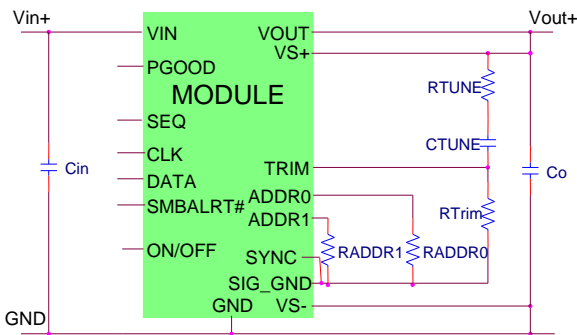 Vin+
Vout+
VIN
VOUT
VS+
PGOOD
RTUNE
MODULE
SEQ
CTUNE
CLK
TRIM
Cin
Co
DATA
ADDR0
SMBALRT#
ADDR1
RTrim
ON/OFF
RADDR1
RADDR0
SYNC
SIG_GND
GND
GND
VS-